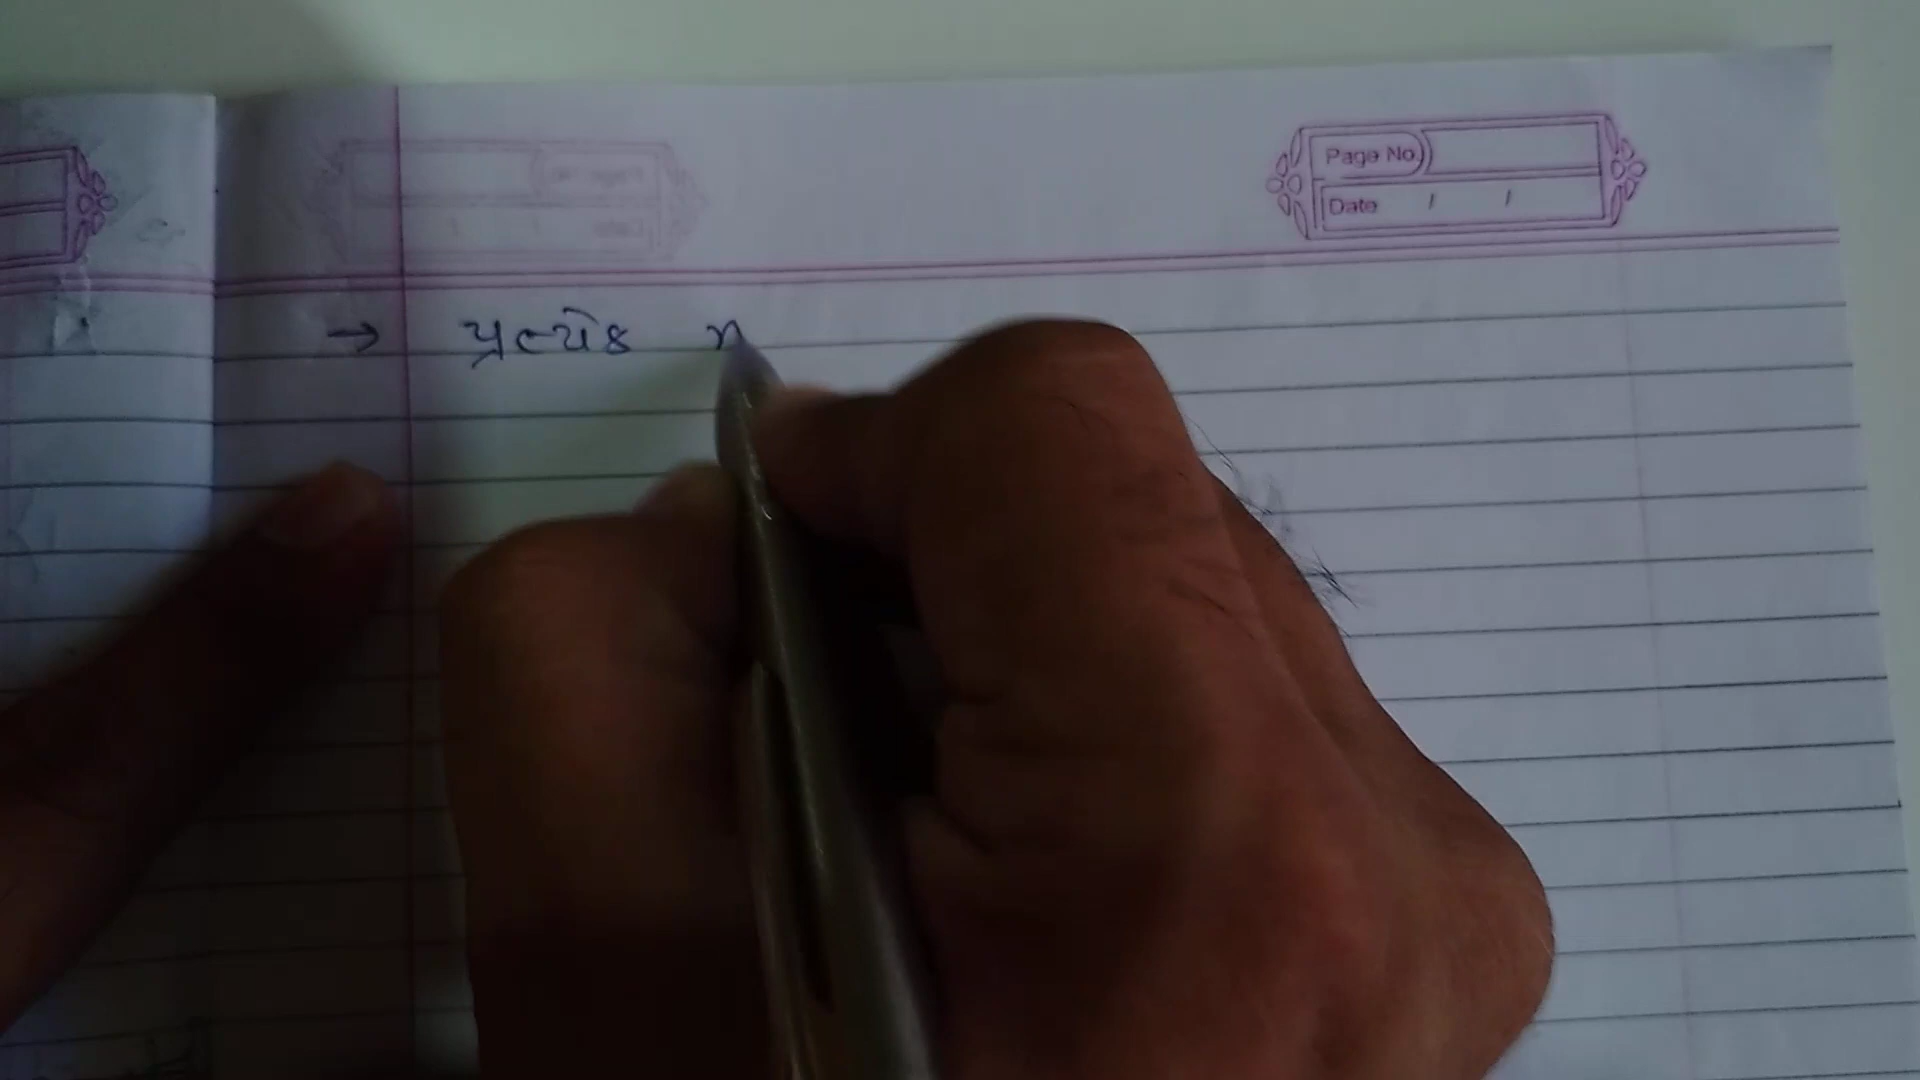 Page No.
Date / /
→ પ્રત્યેક